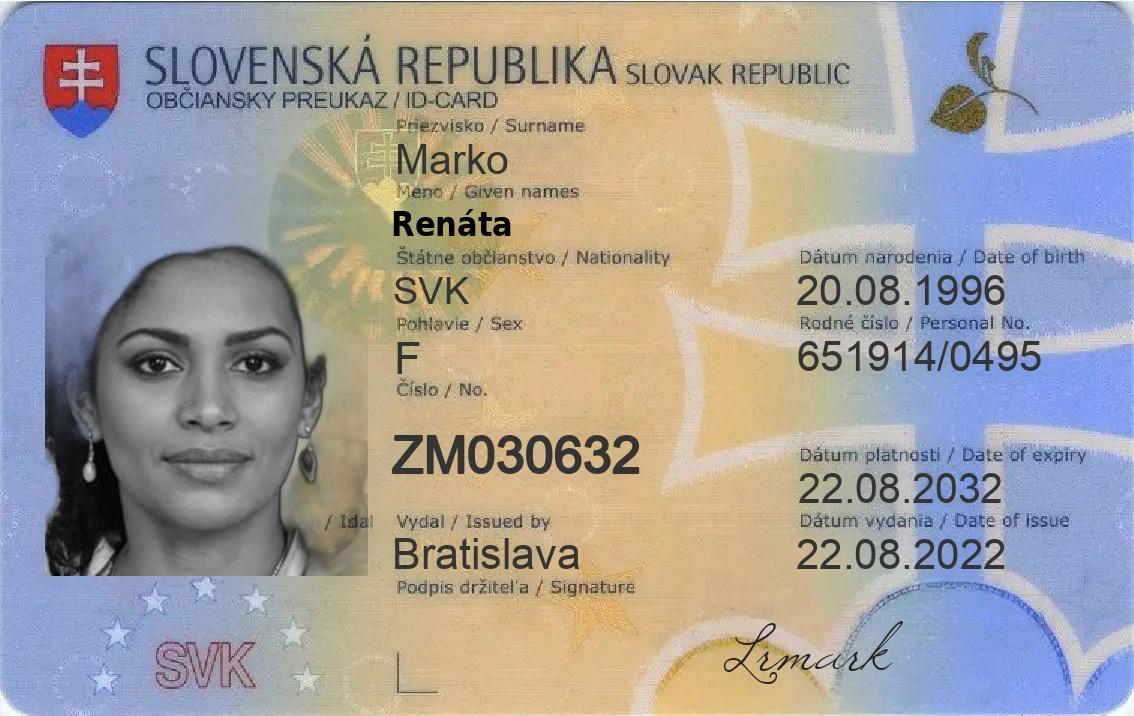 SLOVENSKÁ REPUBLIKA SLOVAK REPUBLIC
OBČIANSKY PREUKAZ / ID-CARD
Priezvisko / Surname
Marko
Meno / Given names
Renáta
Štátne občianstvo / Nationality
SVK
Dátum narodenia / Date of birth
20.08.1996
Pohlavie / Sex
F
Rodné číslo / Personal No.
651914/0495
Číslo / No.
ZM030632
Dátum platnosti / Date of expiry
22.08.2032
Vydal / Issued by
Bratislava
Dátum vydania / Date of issue
22.08.2022
Podpis držiteľa / Signature
Lrmark
SVK